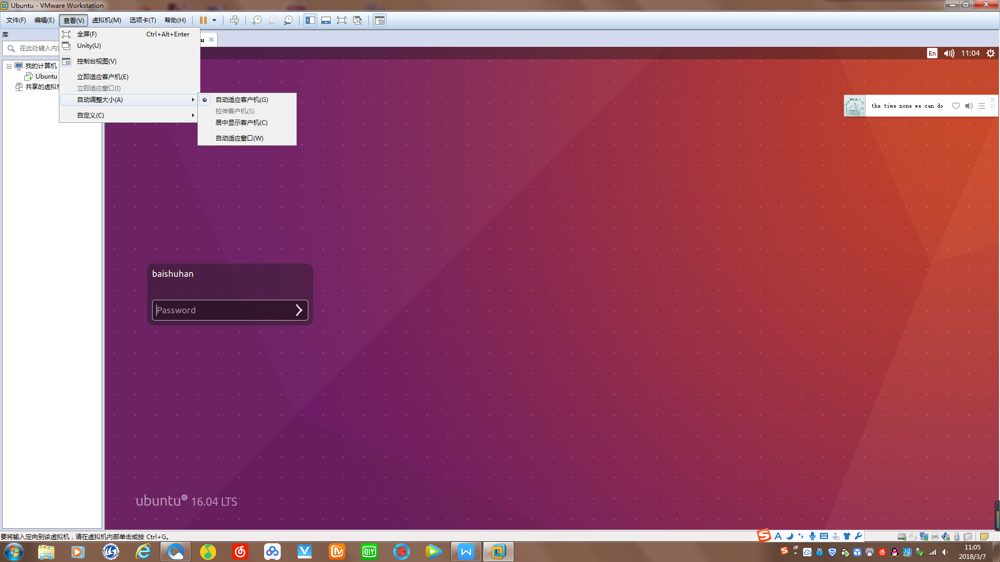 Ubuntu - VMware Workstation
文件(F) 编辑(E) 查看(V) 虚拟机(M) 选项卡(T) 帮助(H)
库
在此处键入内
我的计算机
Ubuntu
共享的虚拟
全屏(F) Ctrl+Alt+Enter
Unity(U)
控制台视图(V)
立即适应客户机(E)
立即适应窗口(I)
自动调整大小(A)
自定义(C)
自动适应客户机(G)
拉伸客户机(S)
居中显示客户机(C)
自动适应窗口(W)
u
En 11:04
the time none we can do
baishuhan
Password
ubuntu 16.04 LTS
要将输入定向到该虚拟机，请在虚拟机内部单击或按 Ctrl+G。
iQIYI
11:05
2018/3/7